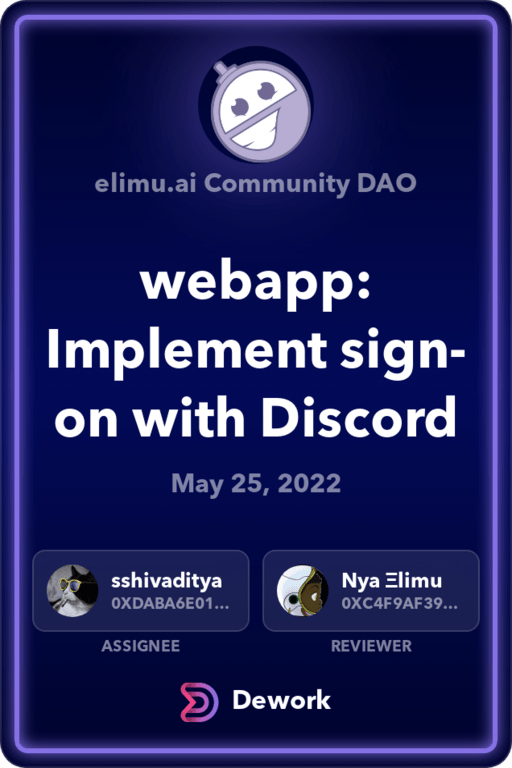 elimu.ai Community DAO
webapp:
Implement sign-
on with Discord
May 25, 2022
sshivaditya
0XDABA6E01...
ASSIGNEE
Nya Ξlimu
0XC4F9AF39...
REVIEWER
Dework